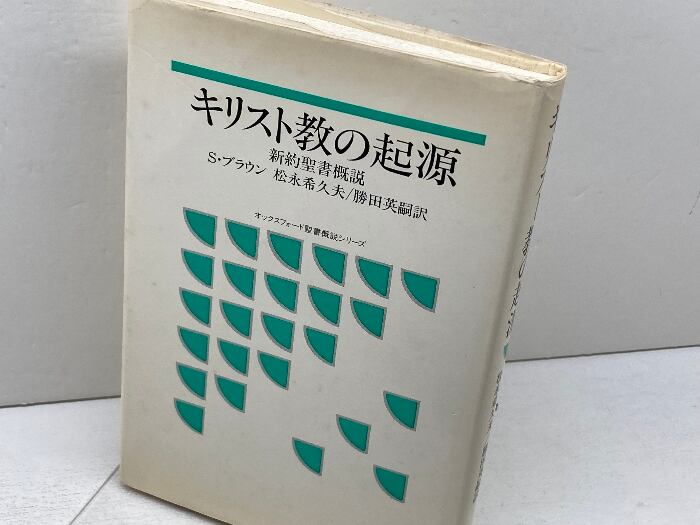 キリスト教の起源
新約聖書概説
S・ブラウン 松永希久夫/勝田英嗣訳
オックスフォード聖書概説シリーズ